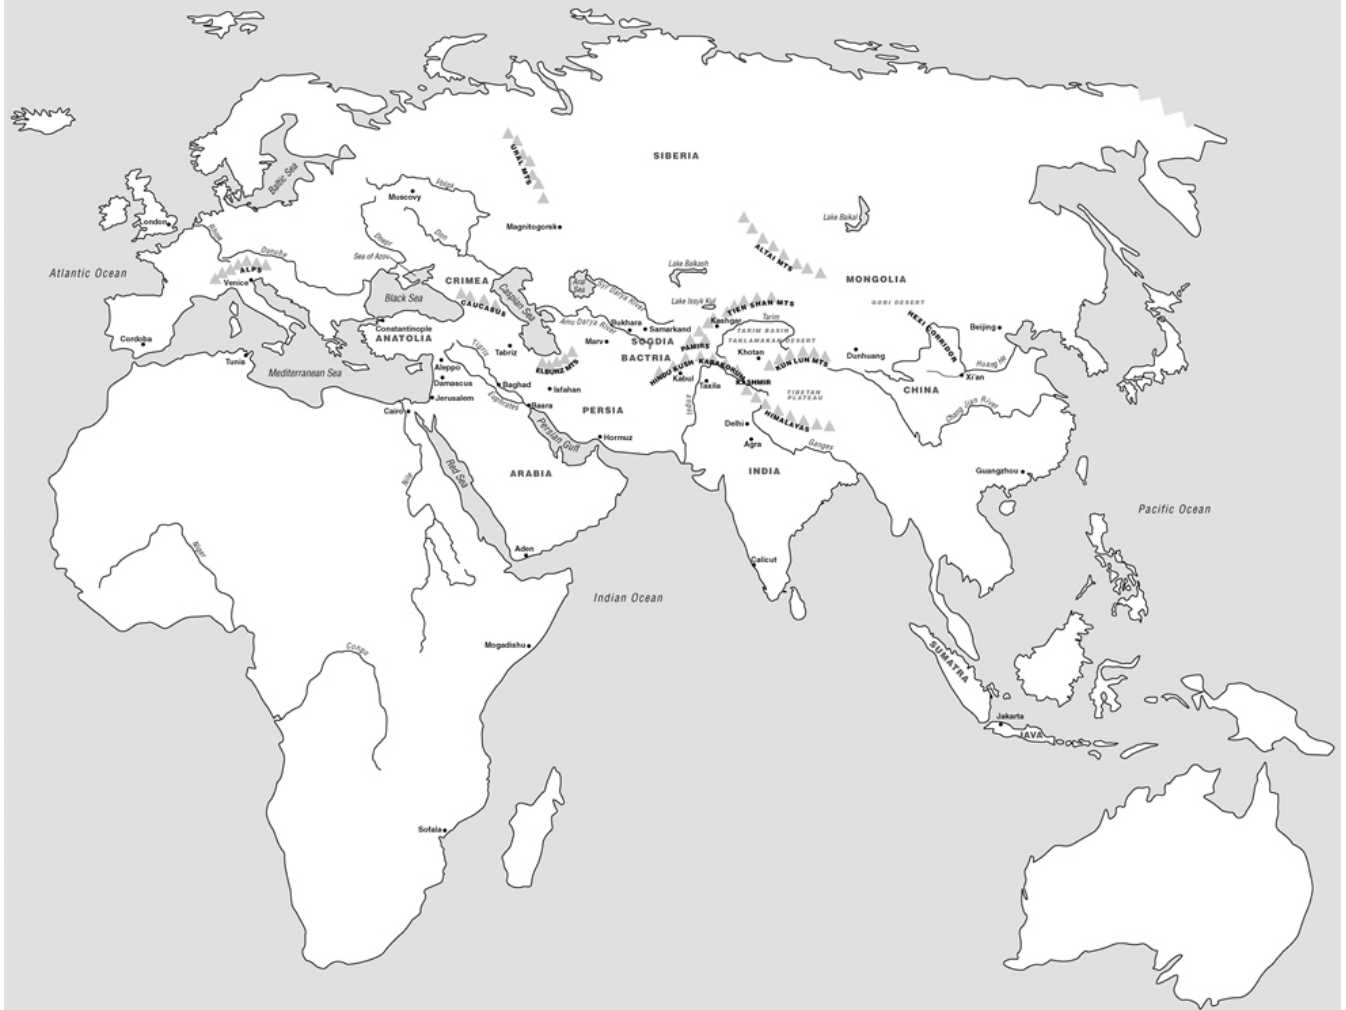 SIBERIA
URAL MTS
Baltic Sea
Volga
Muscovy
London
Magnitogorsk
Lake Baikal
Rhine
Don
Dnepr
Danube
Sea of Azov
ALTAI MTS
Atlantic Ocean
ALPS
Lake Balkash
MONGOLIA
Venice
CRIMEA
Aral
Sea
Syr Darya River
Black Sea
Caspian Sea
Lake Issyk Kul
TIEN SHAN MTS
GOBI DESERT
CAUCASUS
HEXI CORRIDOR
Constantinople
ANATOLIA
Amu Darya River
Bukhara
Samarkand
Kashgar
Tarim
TARIM BASIN
Beijing
Cordoba
Marv
SOGDIA
PAMIRS
TAKLAMAKAN DESERT
Tigris
Tabriz
BACTRIA
Khotan
Dunhuang
Tunis
Aleppo
ELBURZ MTS
HINDU KUSH
KARAKORUM
KUN LUN MTS
Huang He
Mediterranean Sea
Damascus
Baghad
Kabul
Taxila
KASHMIR
Xi'an
Isfahan
CHINA
Jerusalem
Euphrates
TIBETAN
PLATEAU
Basra
Indus
Chang Jian River
Cairo
PERSIA
HIMALAYAS
Delhi
Persian Gulf
Hormuz
Agra
Ganges
Nile
Red Sea
ARABIA
INDIA
Guangzhou
Pacific Ocean
Niger
Aden
Calicut
Indian Ocean
Mogadishu
Congo
SUMATRA
Jakarta
JAVA
Sofala